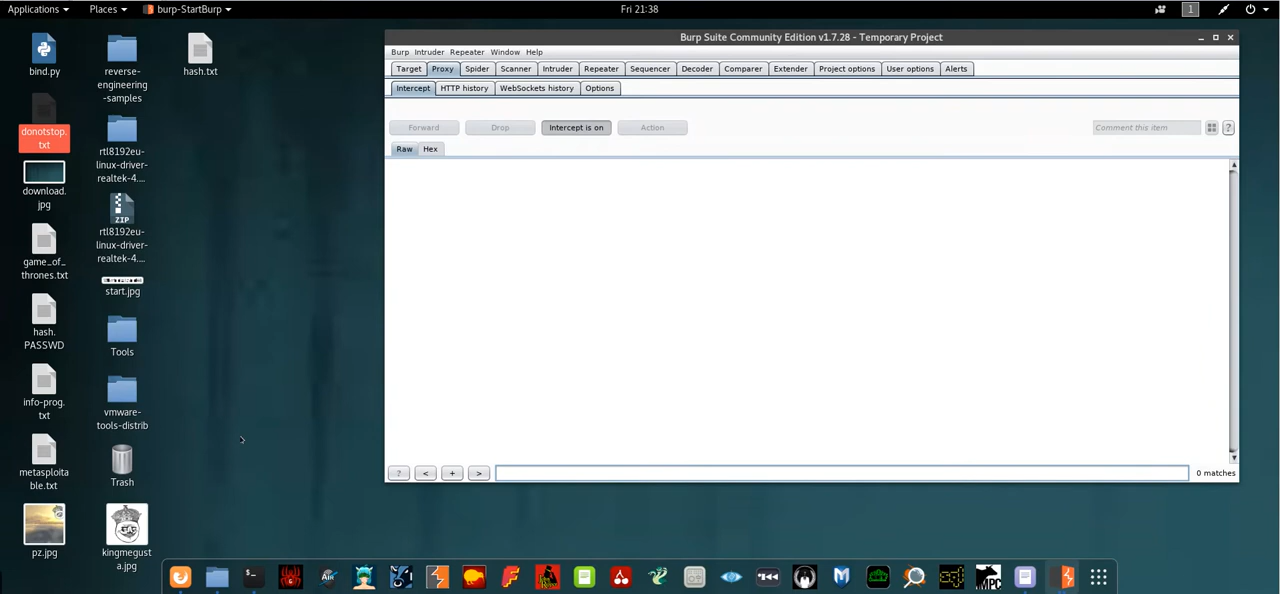 Applications Places burp-StartBurp Fri 21:38 1
bind.py
reverse-
engineering
-samples
hash.txt
donotstop.
txt
rtl8192eu-
linux-driver-
realtek-4.…
download.
jpg
ZIP
rtl8192eu-
linux-driver-
realtek-4.…
game_of_
thrones.txt
START
start.jpg
hash.
PASSWD
Tools
info-prog.
txt
vmware-
tools-distrib
metasploita
ble.txt
Trash
pz.jpg
kingmegust
a.jpg
Burp Suite Community Edition v1.7.28 - Temporary Project
Burp Intruder Repeater Window Help
Target Proxy Spider Scanner Intruder Repeater Sequencer Decoder Comparer Extender Project options User options Alerts
Intercept HTTP history WebSockets history Options
Forward Drop Intercept is on Action Comment this item ?
Raw Hex
? < + > 0 matches